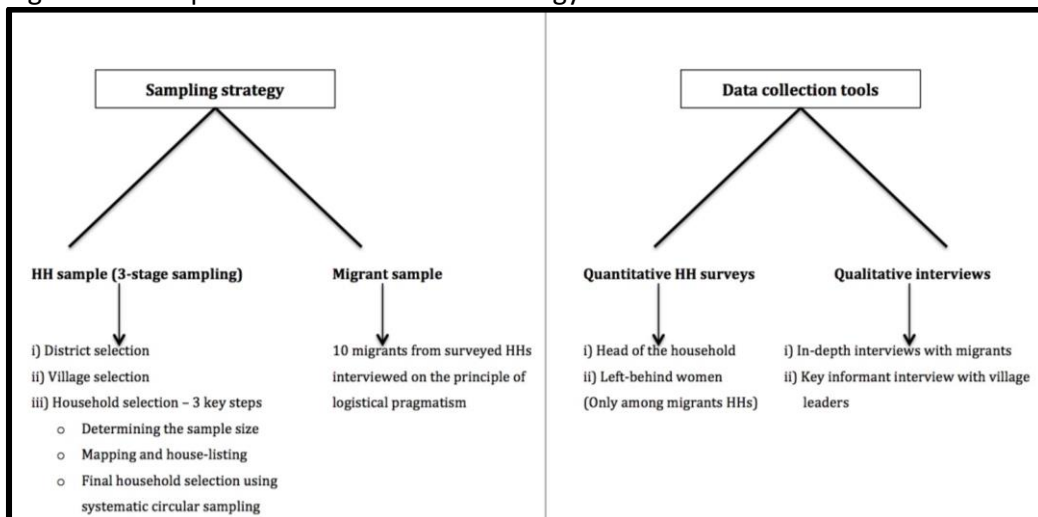 Sampling strategy
HH sample (3-stage sampling)
i) District selection
ii) Village selection
iii) Household selection – 3 key steps
o Determining the sample size
o Mapping and house-listing
o Final household selection using
systematic circular sampling
Migrant sample
10 migrants from surveyed HHs
interviewed on the principle of
logistical pragmatism
Data collection tools
Quantitative HH surveys
i) Head of the household
ii) Left-behind women
(Only among migrants HHs)
Qualitative interviews
i) In-depth interviews with migrants
ii) Key informant interview with village
leaders